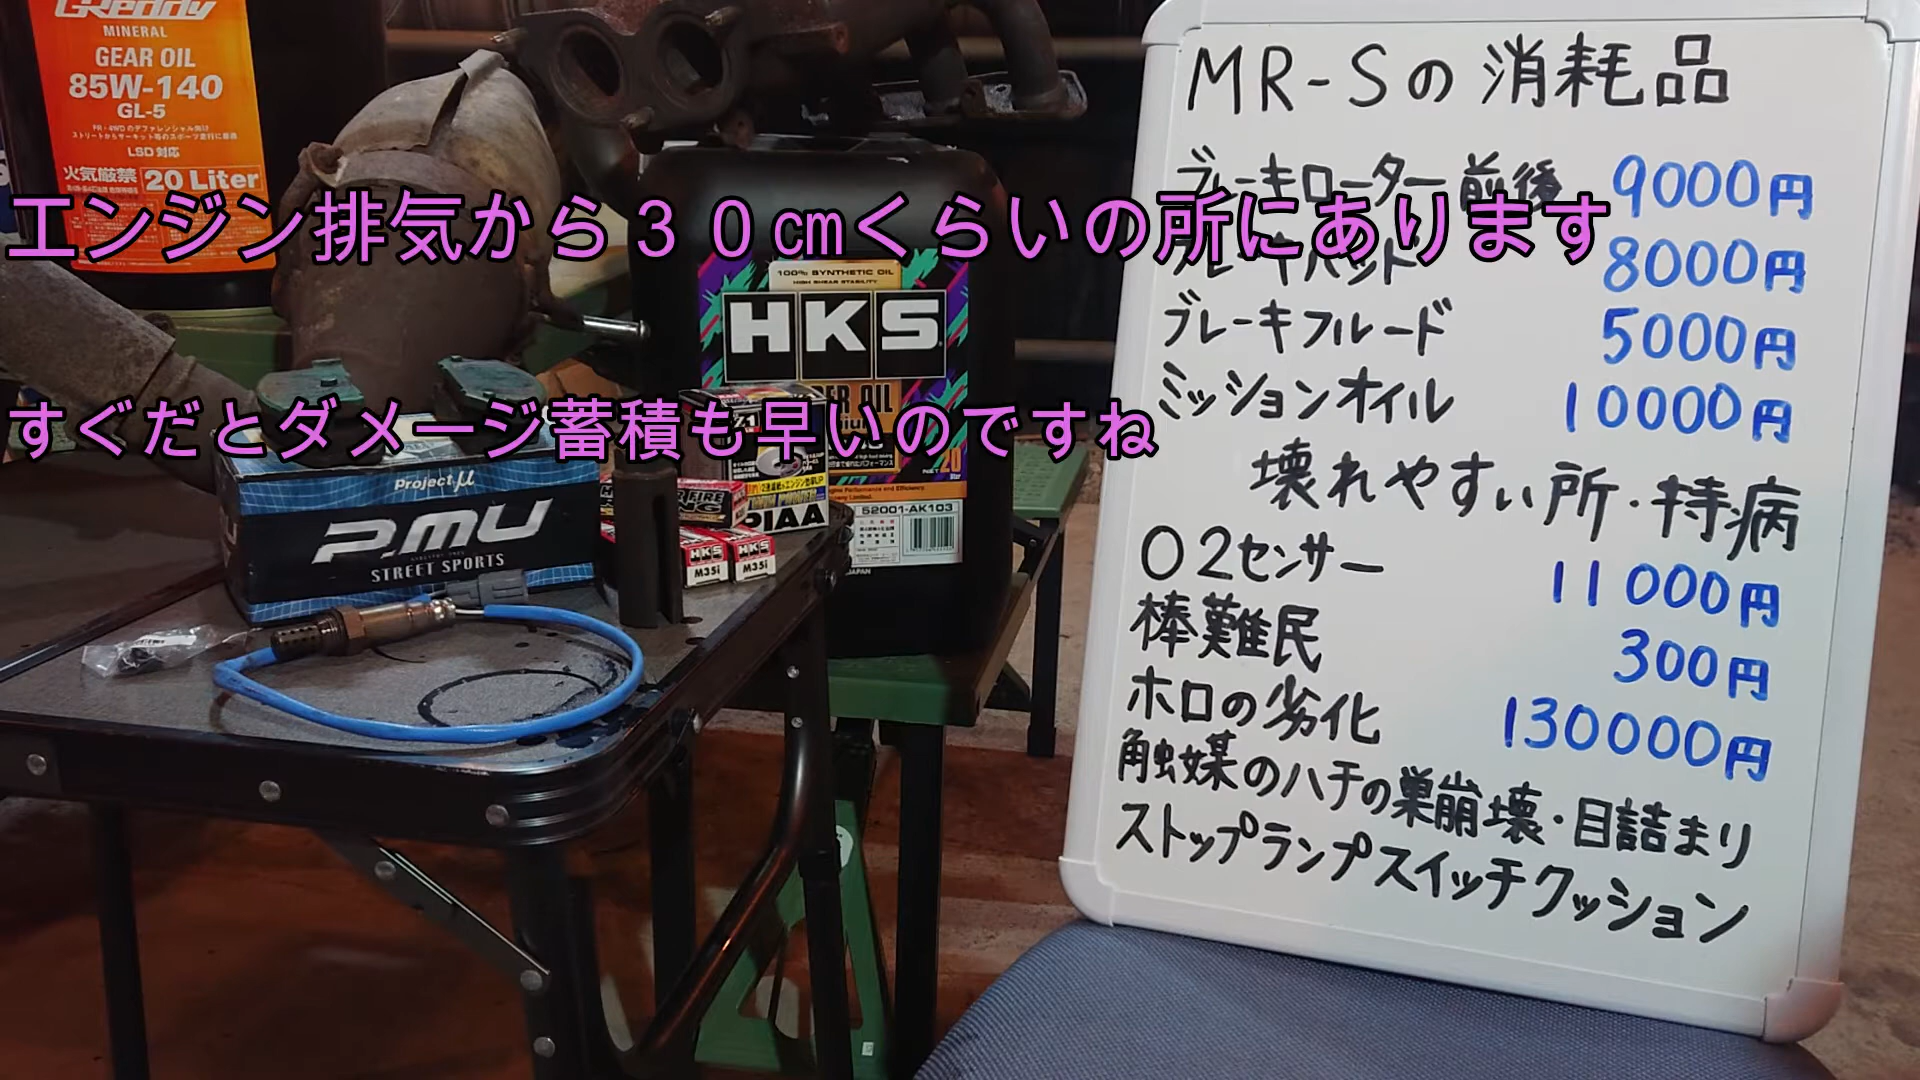 GReddy
MINERAL
GEAR OIL
85W-140
GL-5
LSD対応
火気厳禁 20 Liter
エンジン排気から３０㎝くらいの所にあります
すぐだとダメージ蓄積も早いのですね
100% SYNTHETIC OIL
HIGH SHEAR STABILITY
HKS
OIL
20
52001-AK103
JAPAN
Project μ
P.MU
STREET SPORTS
PIAA
HKS
M35i
HKS
M35i
MR-Sの消耗品
ブレーキローター前後 9000円
ブレーキパット 8000円
ブレーキフルード 5000円
ミッションオイル 10000円
壊れやすい所・持病
O2センサー 11000円
棒難民 300円
ホロの劣化 130000円
触媒のハチの巣崩壊・目詰まり
ストップランプスイッチクッション